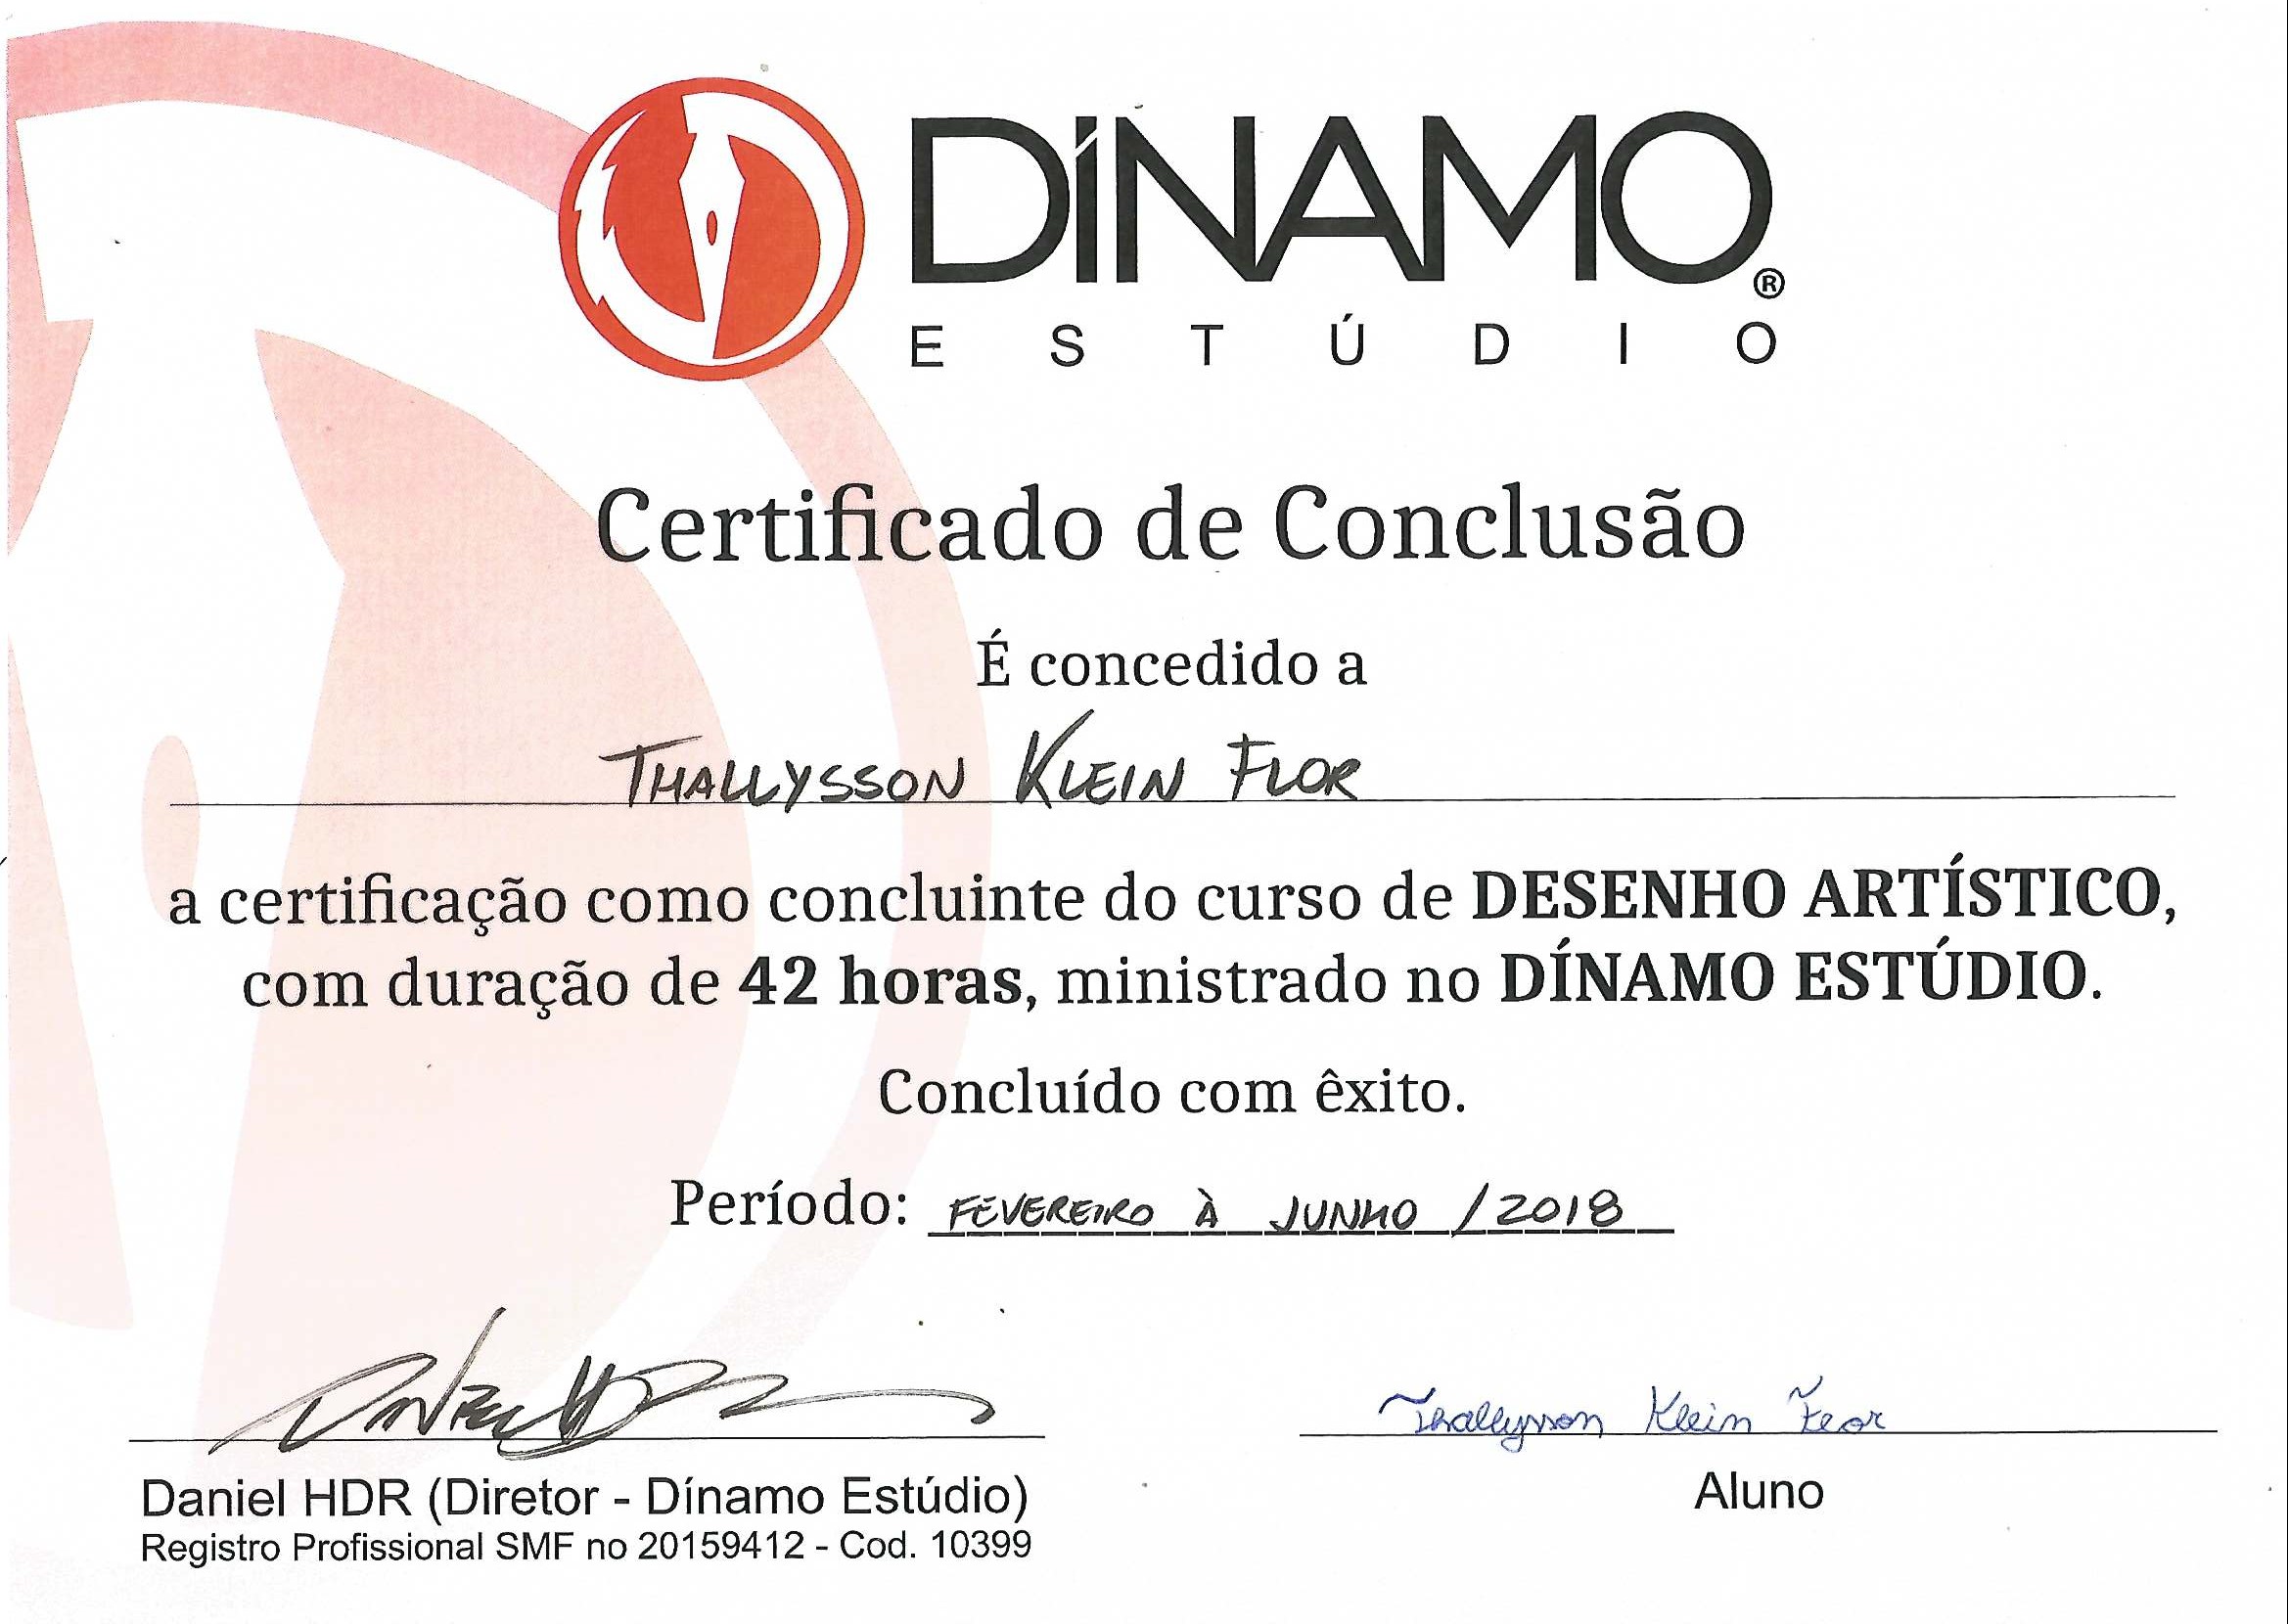 DÍNAMO®
ESTÚDIO
Certificado de Conclusão
É concedido a
THALLYSSON KLEIN FLOR
a certificação como concluinte do curso de DESENHO ARTÍSTICO,
com duração de 42 horas, ministrado no DÍNAMO ESTÚDIO.
Concluído com êxito.
Período: FEVEREIRO À JUNHO /2018
Daniel HDR
Thallysson Klein Flor
Daniel HDR (Diretor - Dínamo Estúdio)
Aluno
Registro Profissional SMF no 20159412 - Cod. 10399